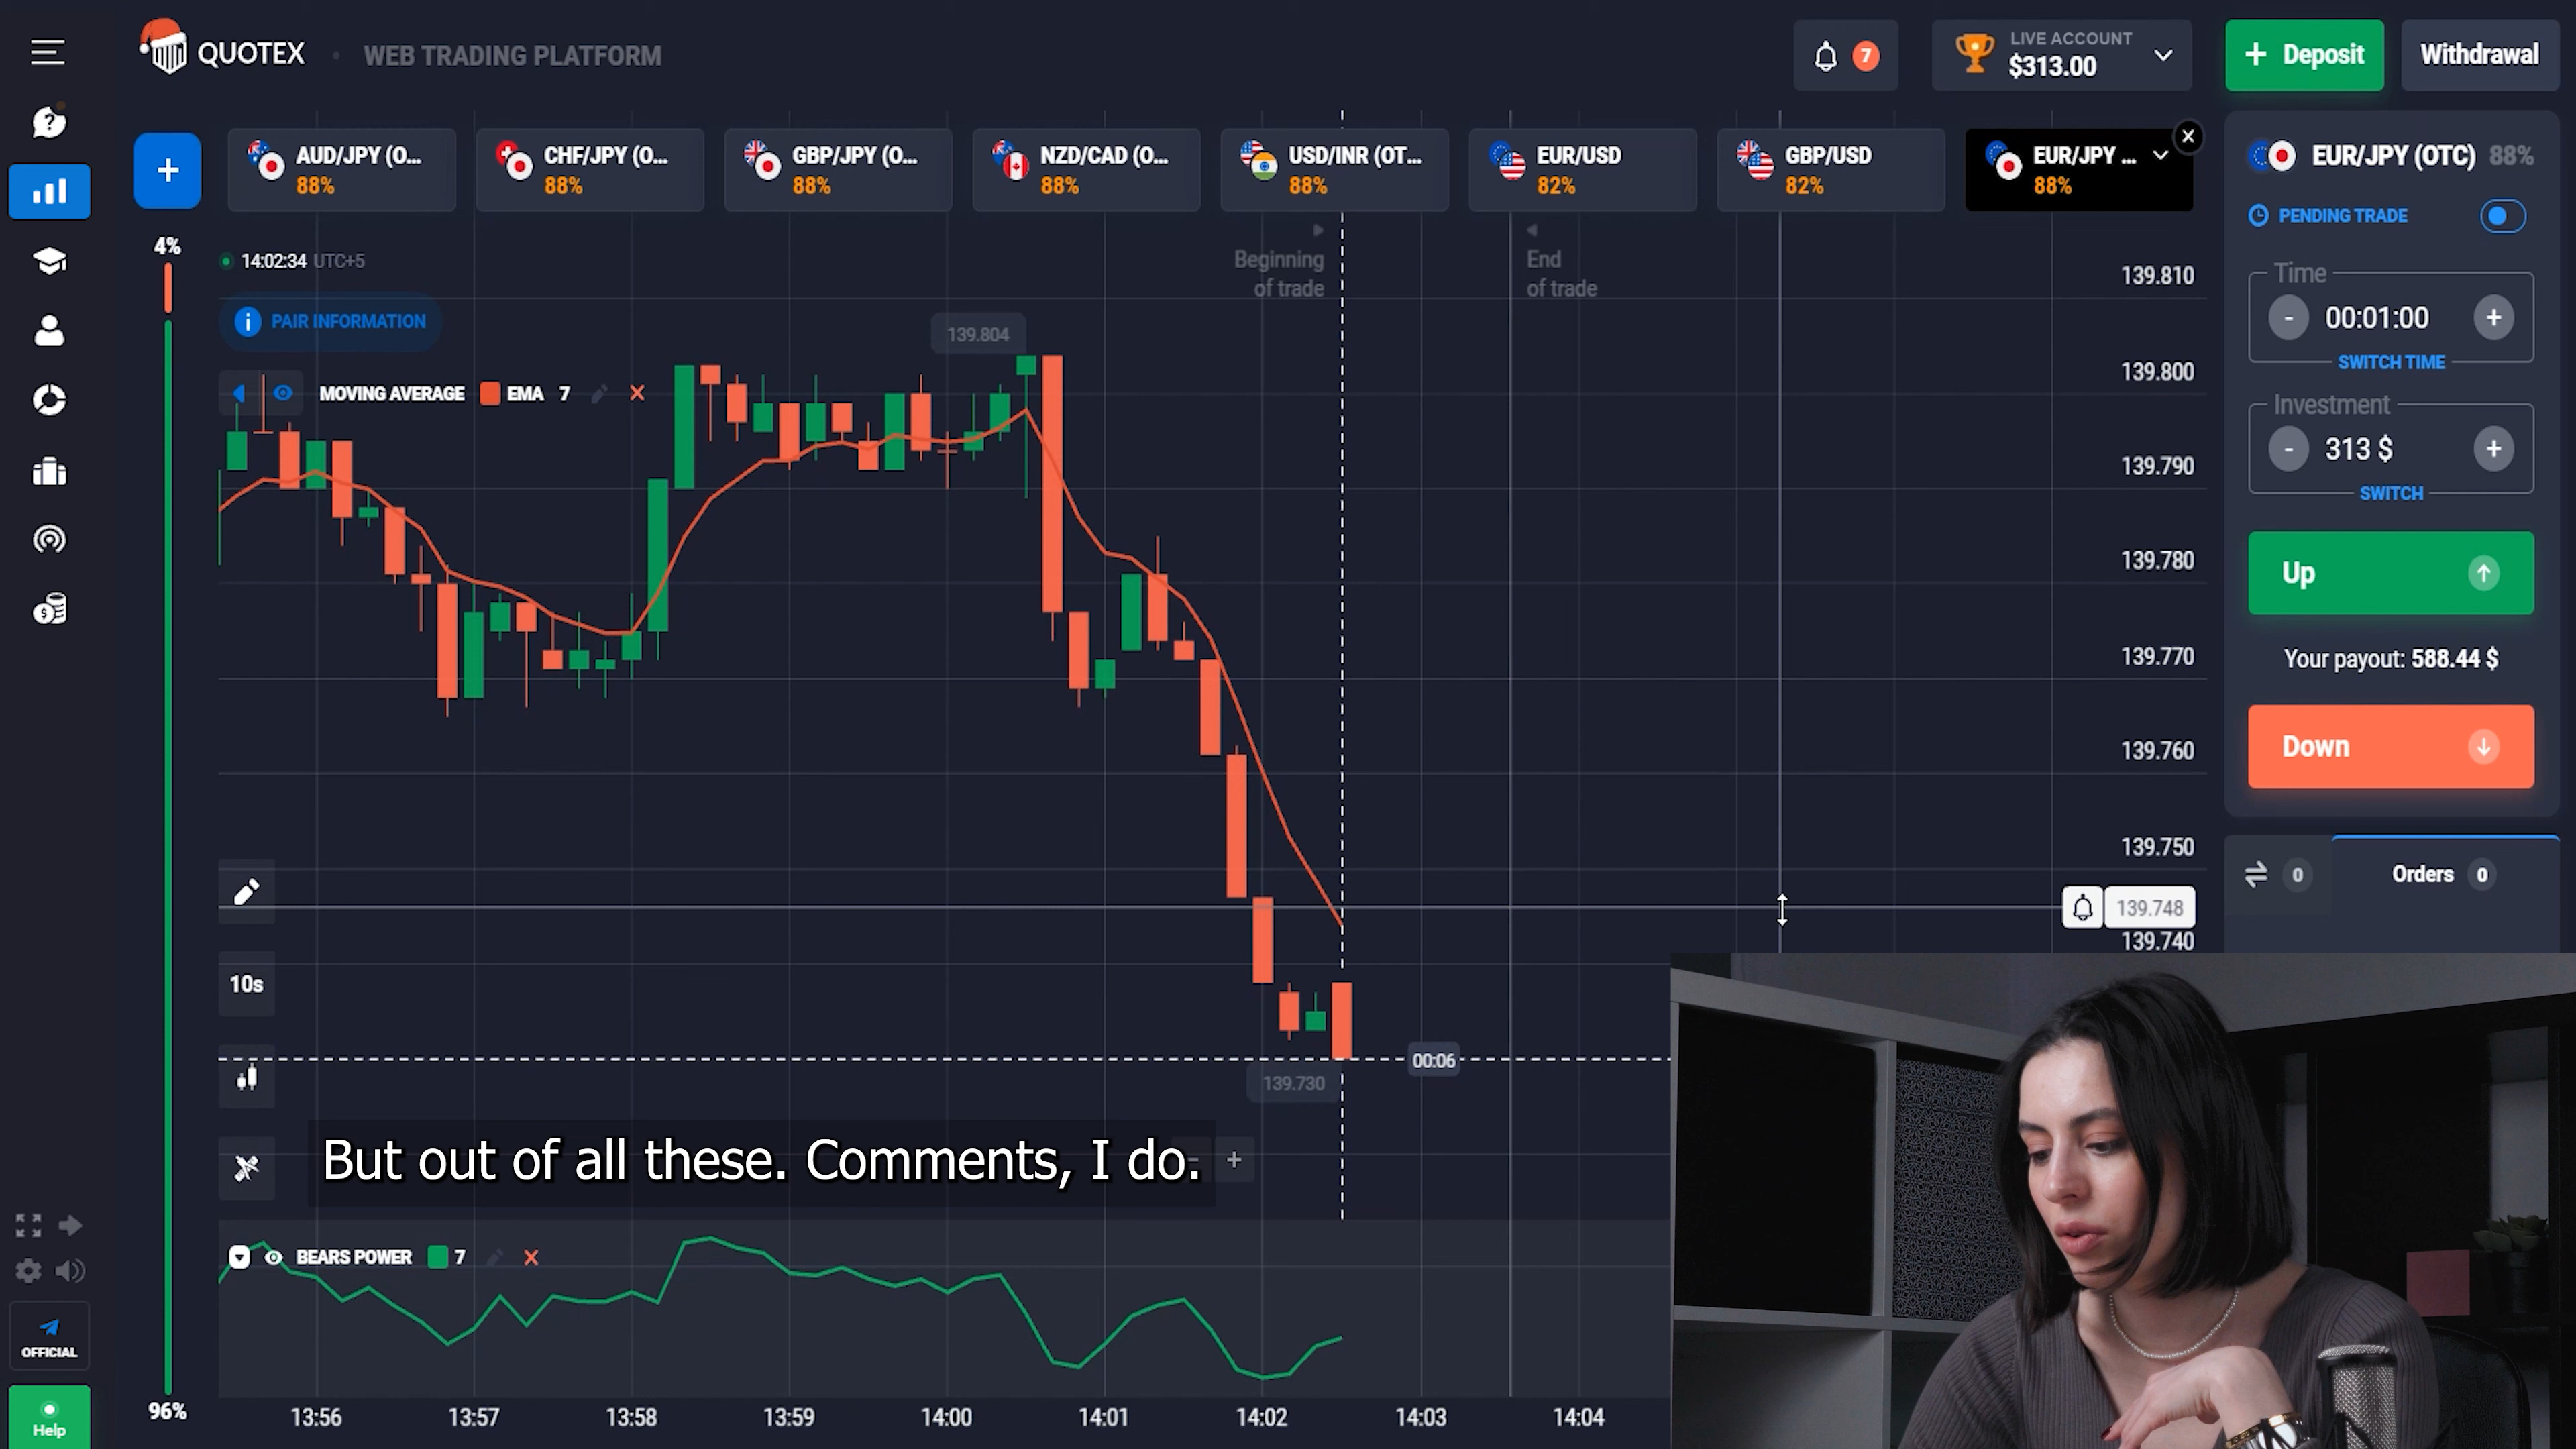 QUOTEX
WEB TRADING PLATFORM
7
LIVE ACCOUNT
$313.00
+ Deposit
Withdrawal
+
AUD/JPY (O...
88%
CHF/JPY (O...
88%
GBP/JPY (O...
88%
NZD/CAD (O...
88%
USD/INR (OT...
88%
EUR/USD
82%
GBP/USD
82%
EUR/JPY ...
88%
EUR/JPY (OTC) 88%
PENDING TRADE
Time
- 00:01:00 +
SWITCH TIME
Investment
- 313 $ +
SWITCH
Up
Your payout: 588.44 $
Down
0
Orders 0
4%
14:02:34 UTC+5
PAIR INFORMATION
MOVING AVERAGE EMA 7
Beginning
of trade
End
of trade
139.804
139.810
139.800
139.790
139.780
139.770
139.760
139.750
139.748
139.740
10s
00:06
139.730
But out of all these. Comments, I do.
+
BEARS POWER 7
OFFICIAL
Help
96%
13:56
13:57
13:58
13:59
14:00
14:01
14:02
14:03
14:04